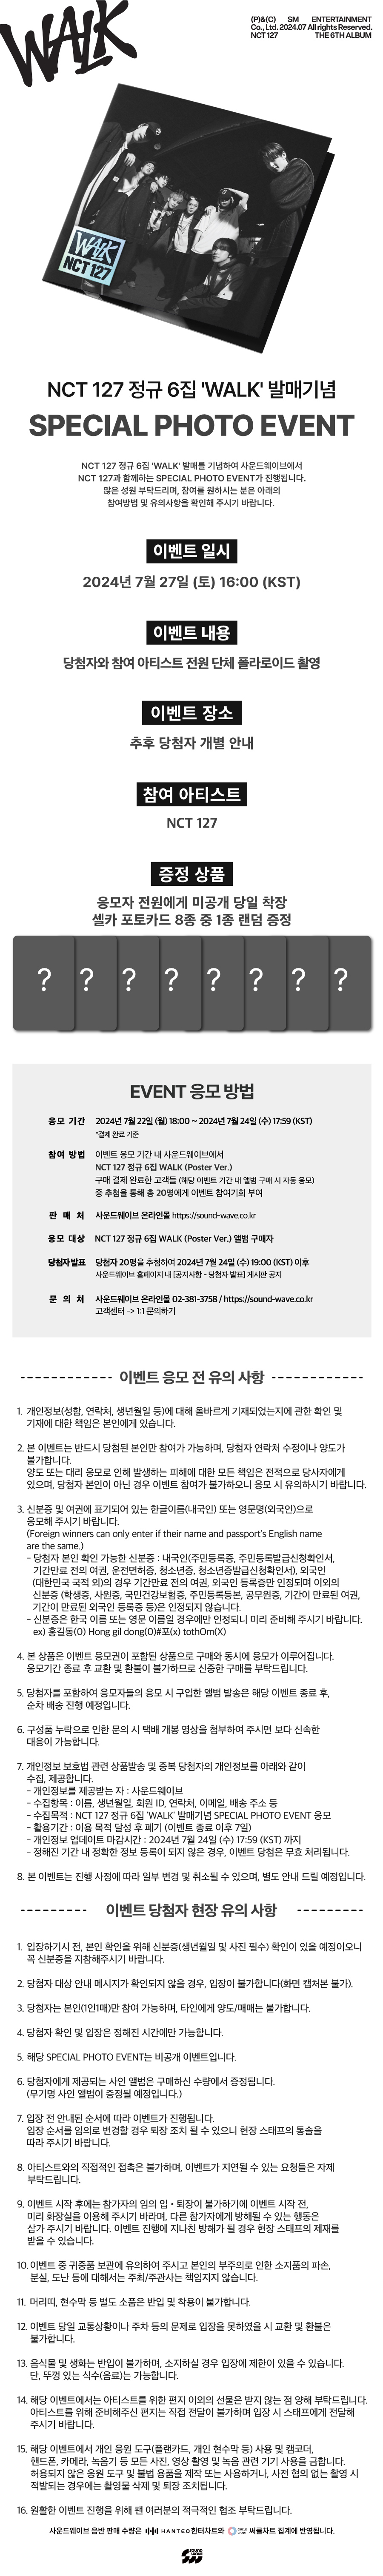 WALK
(P)&(C) SM ENTERTAINMENT
Co., Ltd. 2024.07 All rights Reserved.
NCT 127 THE 6TH ALBUM
WALK
NCT 127
NCT 127 정규 6집 'WALK' 발매기념
SPECIAL PHOTO EVENT
NCT 127 정규 6집 'WALK' 발매를 기념하여 사운드웨이브에서
NCT 127과 함께하는 SPECIAL PHOTO EVENT가 진행됩니다.
많은 성원 부탁드리며, 참여를 원하시는 분은 아래의
참여방법 및 유의사항을 확인해 주시기 바랍니다.
이벤트 일시
2024년 7월 27일 (토) 16:00 (KST)
이벤트 내용
당첨자와 참여 아티스트 전원 단체 폴라로이드 촬영
이벤트 장소
추후 당첨자 개별 안내
참여 아티스트
NCT 127
증정 상품
응모자 전원에게 미공개 당일 착장
셀카 포토카드 8종 중 1종 랜덤 증정
? ? ? ? ? ? ? ?
EVENT 응모 방법
응모 기간 2024년 7월 22일 (월) 18:00 ~ 2024년 7월 24일 (수) 17:59 (KST)
*결제 완료 기준
참여 방법 이벤트 응모 기간 내 사운드웨이브에서
NCT 127 정규 6집 WALK (Poster Ver.)
구매 결제 완료한 고객들 (해당 이벤트 기간 내 앨범 구매 시 자동 응모)
중 추첨을 통해 총 20명에게 이벤트 참여기회 부여
판 매 처 사운드웨이브 온라인몰 https://sound-wave.co.kr
응모 대상 NCT 127 정규 6집 WALK (Poster Ver.) 앨범 구매자
당첨자발표 당첨자 20명을 추첨하여 2024년 7월 24일 (수) 19:00 (KST) 이후
사운드웨이브 홈페이지 내 [공지사항 - 당첨자 발표] 게시판 공지
문 의 처 사운드웨이브 온라인몰 02-381-3758 / https://sound-wave.co.kr
고객센터 -> 1:1 문의하기
이벤트 응모 전 유의 사항
1. 개인정보(성함, 연락처, 생년월일 등)에 대해 올바르게 기재되었는지에 관한 확인 및
기재에 대한 책임은 본인에게 있습니다.
2. 본 이벤트는 반드시 당첨된 본인만 참여가 가능하며, 당첨자 연락처 수정이나 양도가
불가합니다.
양도 또는 대리 응모로 인해 발생하는 피해에 대한 모든 책임은 전적으로 당사자에게
있으며, 당첨자 본인이 아닌 경우 이벤트 참여가 불가하오니 응모 시 유의하시기 바랍니다.
3. 신분증 및 여권에 표기되어 있는 한글이름(내국인) 또는 영문명(외국인)으로
응모해 주시기 바랍니다.
(Foreign winners can only enter if their name and passport's English name
are the same.)
- 당첨자 본인 확인 가능한 신분증 : 내국인(주민등록증, 주민등록발급신청확인서,
기간만료 전의 여권, 운전면허증, 청소년증, 청소년증발급신청확인서), 외국인
(대한민국 국적 외)의 경우 기간만료 전의 여권, 외국인 등록증만 인정되며 이외의
신분증 (학생증, 사원증, 국민건강보험증, 주민등록등본, 공무원증, 기간이 만료된 여권,
기간이 만료된 외국인 등록증 등)은 인정되지 않습니다.
- 신분증은 한국 이름 또는 영문 이름일 경우에만 인정되니 미리 준비해 주시기 바랍니다.
ex) 홍길동(O) Hong gil dong(O)#포(x) tothOm(X)
4. 본 상품은 이벤트 응모권이 포함된 상품으로 구매와 동시에 응모가 이루어집니다.
응모기간 종료 후 교환 및 환불이 불가하므로 신중한 구매를 부탁드립니다.
5. 당첨자를 포함하여 응모자들의 응모 시 구입한 앨범 발송은 해당 이벤트 종료 후,
순차 배송 진행 예정입니다.
6. 구성품 누락으로 인한 문의 시 택배 개봉 영상을 첨부하여 주시면 보다 신속한
대응이 가능합니다.
7. 개인정보 보호법 관련 상품발송 및 중복 당첨자의 개인정보를 아래와 같이
수집, 제공합니다.
- 개인정보를 제공받는 자 : 사운드웨이브
- 수집항목 : 이름, 생년월일, 회원 ID, 연락처, 이메일, 배송 주소 등
- 수집목적 : NCT 127 정규 6집 'WALK' 발매기념 SPECIAL PHOTO EVENT 응모
- 활용기간 : 이용 목적 달성 후 폐기 (이벤트 종료 이후 7일)
- 개인정보 업데이트 마감시간 : 2024년 7월 24일 (수) 17:59 (KST) 까지
- 정해진 기간 내 정확한 정보 등록이 되지 않은 경우, 이벤트 당첨은 무효 처리됩니다.
8. 본 이벤트는 진행 사정에 따라 일부 변경 및 취소될 수 있으며, 별도 안내 드릴 예정입니다.
이벤트 당첨자 현장 유의 사항
1. 입장하기시 전, 본인 확인을 위해 신분증(생년월일 및 사진 필수) 확인이 있을 예정이오니
꼭 신분증을 지참해주시기 바랍니다.
2. 당첨자 대상 안내 메시지가 확인되지 않을 경우, 입장이 불가합니다(화면 캡처본 불가).
3. 당첨자는 본인(1인1매)만 참여 가능하며, 타인에게 양도/매매는 불가합니다.
4. 당첨자 확인 및 입장은 정해진 시간에만 가능합니다.
5. 해당 SPECIAL PHOTO EVENT는 비공개 이벤트입니다.
6. 당첨자에게 제공되는 사인 앨범은 구매하신 수량에서 증정됩니다.
(무기명 사인 앨범이 증정될 예정입니다.)
7. 입장 전 안내된 순서에 따라 이벤트가 진행됩니다.
입장 순서를 임의로 변경할 경우 퇴장 조치 될 수 있으니 현장 스태프의 통솔을
따라 주시기 바랍니다.
8. 아티스트와의 직접적인 접촉은 불가하며, 이벤트가 지연될 수 있는 요청들은 자제
부탁드립니다.
9. 이벤트 시작 후에는 참가자의 임의 입・퇴장이 불가하기에 이벤트 시작 전,
미리 화장실을 이용해 주시기 바라며, 다른 참가자에게 방해될 수 있는 행동은
삼가 주시기 바랍니다. 이벤트 진행에 지나친 방해가 될 경우 현장 스태프의 제재를
받을 수 있습니다.
10. 이벤트 중 귀중품 보관에 유의하여 주시고 본인의 부주의로 인한 소지품의 파손,
분실, 도난 등에 대해서는 주최/주관사는 책임지지 않습니다.
11. 머리띠, 현수막 등 별도 소품은 반입 및 착용이 불가합니다.
12. 이벤트 당일 교통상황이나 주차 등의 문제로 입장을 못하였을 시 교환 및 환불은
불가합니다.
13. 음식물 및 생화는 반입이 불가하며, 소지하실 경우 입장에 제한이 있을 수 있습니다.
단, 뚜껑 있는 식수(음료)는 가능합니다.
14. 해당 이벤트에서는 아티스트를 위한 편지 이외의 선물은 받지 않는 점 양해 부탁드립니다.
아티스트를 위해 준비해주신 편지는 직접 전달이 불가하며 입장 시 스태프에게 전달해
주시기 바랍니다.
15. 해당 이벤트에서 개인 응원 도구(플랜카드, 개인 현수막 등) 사용 및 캠코더,
핸드폰, 카메라, 녹음기 등 모든 사진, 영상 촬영 및 녹음 관련 기기 사용을 금합니다.
허용되지 않은 응원 도구 및 불법 용품을 제작 또는 사용하거나, 사전 협의 없는 촬영 시
적발되는 경우에는 촬영물 삭제 및 퇴장 조치됩니다.
16. 원활한 이벤트 진행을 위해 팬 여러분의 적극적인 협조 부탁드립니다.
사운드웨이브 음반 판매 수량은 HANTEO 한터차트와 써클차트 집계에 반영됩니다.